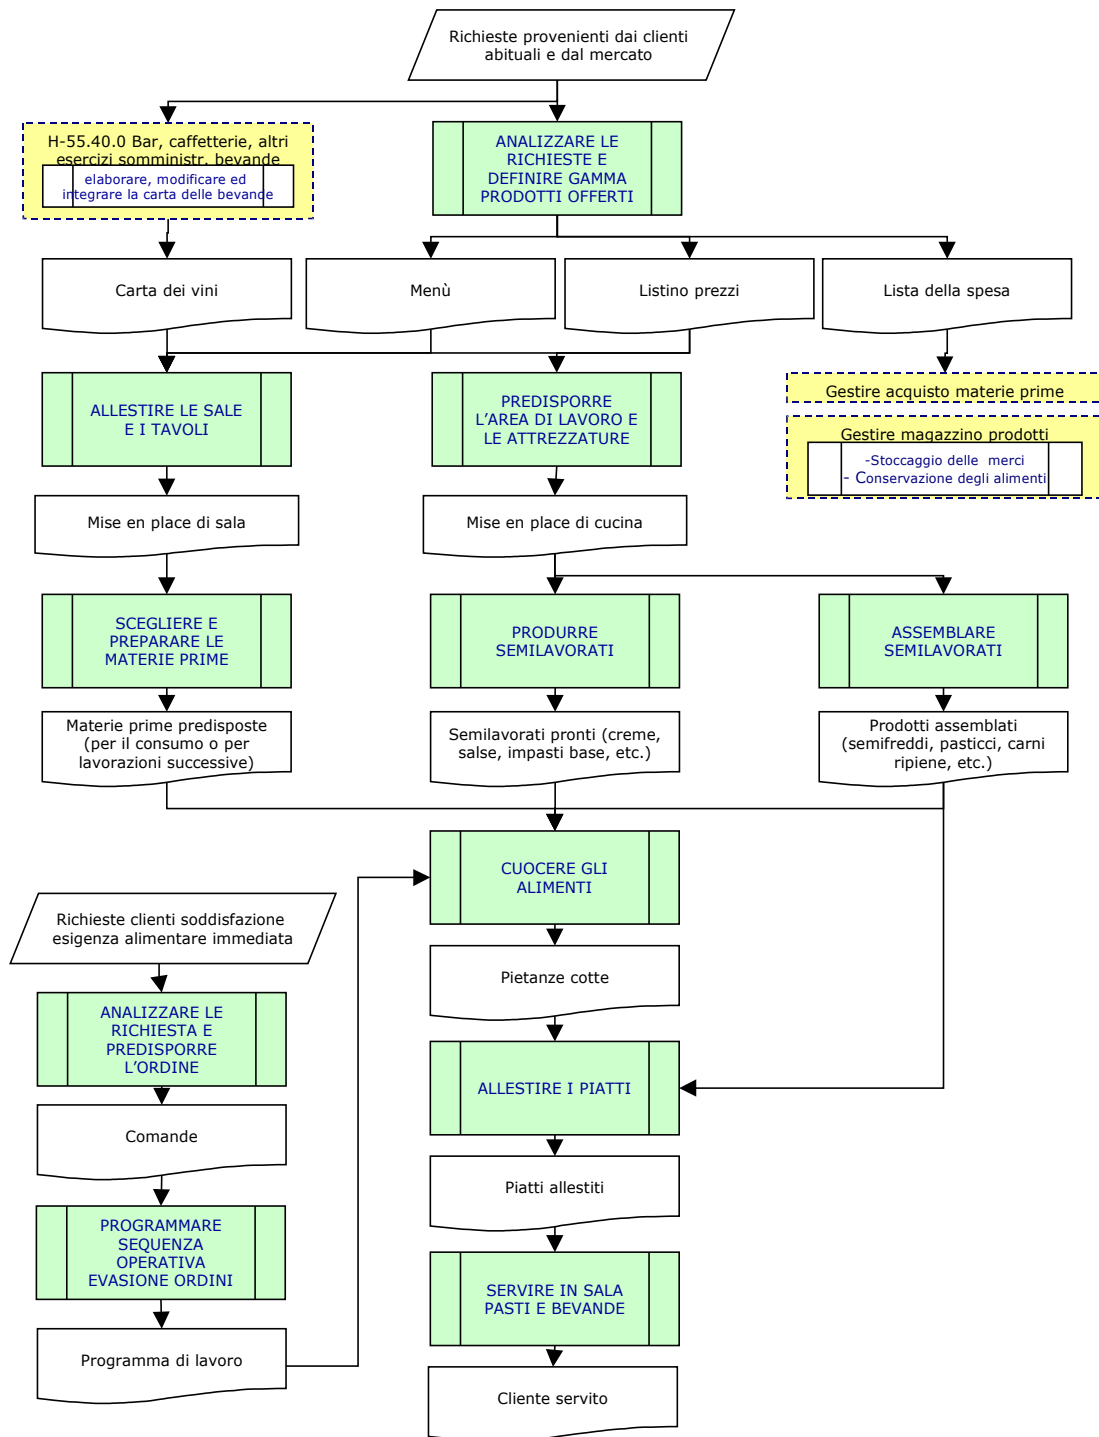 Richieste provenienti dai clienti
abituali e dal mercato
H-55.40.0 Bar, caffetterie, altri
esercizi somministr. bevande
elaborare, modificare ed
integrare la carta delle bevande
ANALIZZARE LE
RICHIESTE E
DEFINIRE GAMMA
PRODOTTI OFFERTI
Carta dei vini
Menù
Listino prezzi
Lista della spesa
ALLESTIRE LE SALE
E I TAVOLI
PREDISPORRE
L’AREA DI LAVORO E
LE ATTREZZATURE
Gestire acquisto materie prime
Gestire magazzino prodotti
-Stoccaggio delle merci
- Conservazione degli alimenti
Mise en place di sala
Mise en place di cucina
SCEGLIERE E
PREPARARE LE
MATERIE PRIME
PRODURRE
SEMILAVORATI
ASSEMBLARE
SEMILAVORATI
Materie prime predisposte
(per il consumo o per
lavorazioni successive)
Semilavorati pronti (creme,
salse, impasti base, etc.)
Prodotti assemblati
(semifreddi, pasticci, carni
ripiene, etc.)
CUOCERE GLI
ALIMENTI
Richieste clienti soddisfazione
esigenza alimentare immediata
Pietanze cotte
ANALIZZARE LE
RICHIESTA E
PREDISPORRE
L’ORDINE
ALLESTIRE I PIATTI
Comande
Piatti allestiti
PROGRAMMARE
SEQUENZA
OPERATIVA
EVASIONE ORDINI
SERVIRE IN SALA
PASTI E BEVANDE
Programma di lavoro
Cliente servito